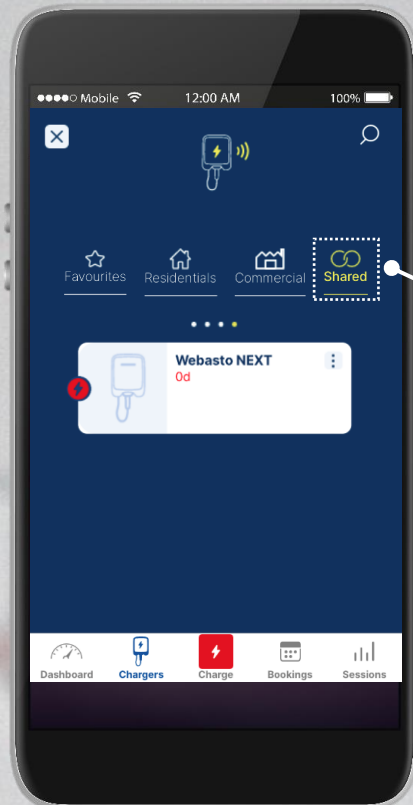 Mobile 12:00 AM 100%
Favourites Residentials Commercial Shared
Webasto NEXT
0d
Dashboard Chargers Charge Bookings Sessions